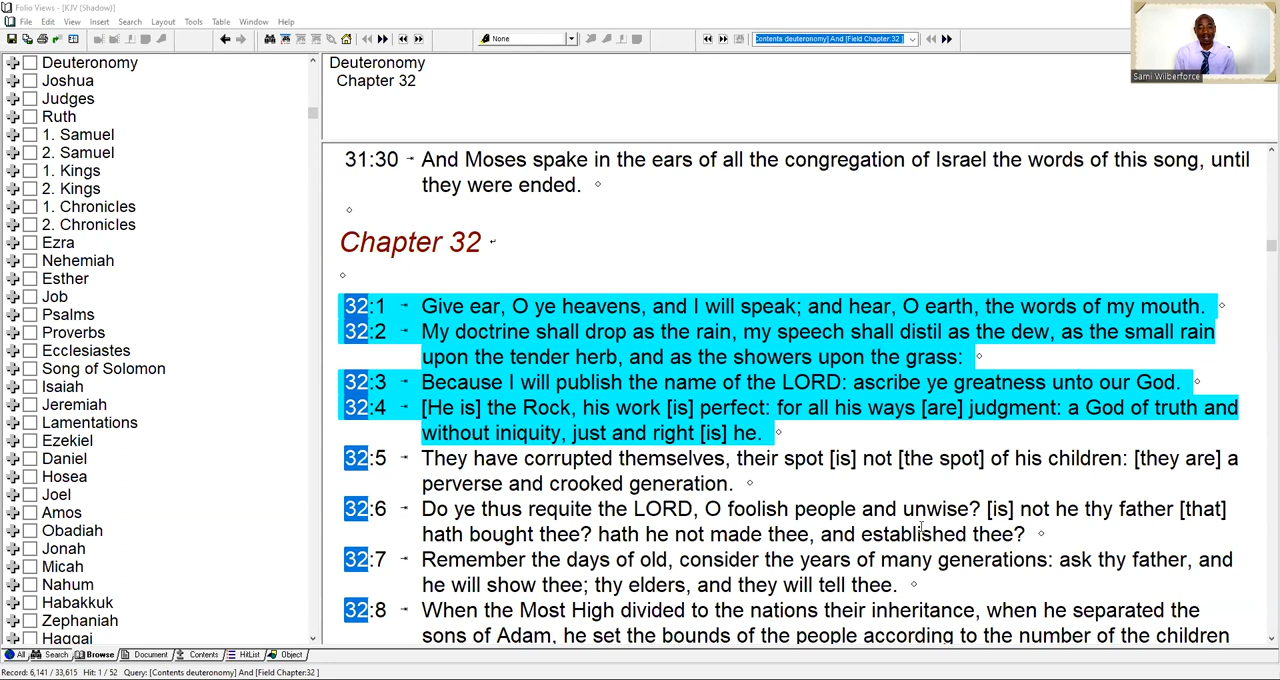 Folio Views - [KJV (Shadow)]
File Edit View Insert Search Layout Tools Table Window Help
None
Contents deuteronomy] And [Field Chapter:32 ]
Sami Wilberforce
Deuteronomy
Joshua
Judges
Ruth
1. Samuel
2. Samuel
1. Kings
2. Kings
1. Chronicles
2. Chronicles
Ezra
Nehemiah
Esther
Job
Psalms
Proverbs
Ecclesiastes
Song of Solomon
Isaiah
Jeremiah
Lamentations
Ezekiel
Daniel
Hosea
Joel
Amos
Obadiah
Jonah
Micah
Nahum
Habakkuk
Zephaniah
Haggai
Deuteronomy
Chapter 32
31:30 And Moses spake in the ears of all the congregation of Israel the words of this song, until
they were ended.
Chapter 32
32:1 Give ear, O ye heavens, and I will speak; and hear, O earth, the words of my mouth.
32:2 My doctrine shall drop as the rain, my speech shall distil as the dew, as the small rain
upon the tender herb, and as the showers upon the grass:
32:3 Because I will publish the name of the LORD: ascribe ye greatness unto our God.
32:4 [He is] the Rock, his work [is] perfect: for all his ways [are] judgment: a God of truth and
without iniquity, just and right [is] he.
32:5 They have corrupted themselves, their spot [is] not [the spot] of his children: [they are] a
perverse and crooked generation.
32:6 Do ye thus requite the LORD, O foolish people and unwise? [is] not he thy father [that]
hath bought thee? hath he not made thee, and established thee?
32:7 Remember the days of old, consider the years of many generations: ask thy father, and
he will show thee; thy elders, and they will tell thee.
32:8 When the Most High divided to the nations their inheritance, when he separated the
sons of Adam, he set the bounds of the people according to the number of the children
All Search Browse Document Contents HitList Object
Record: 6,141 / 33,615 Hit: 1 / 52 Query: [Contents deuteronomy] And [Field Chapter:32 ]